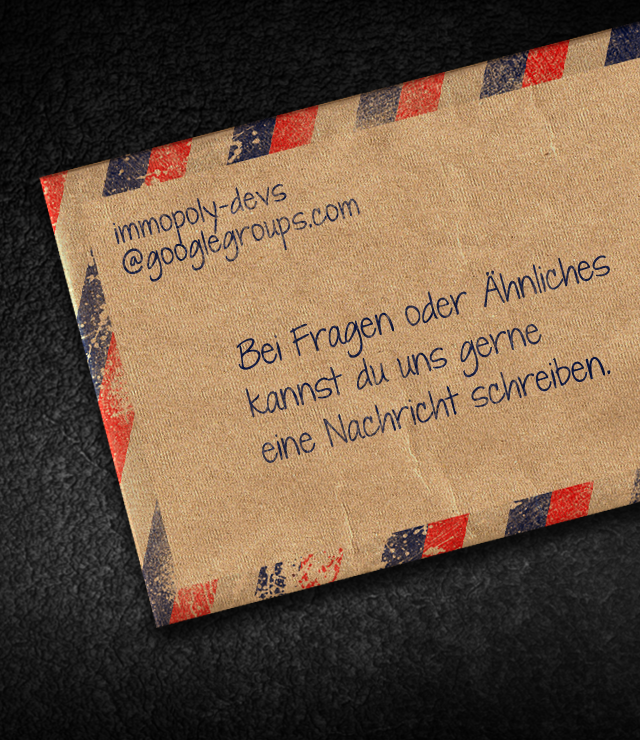 immopoly-devs
@googlegroups.com
Bei Fragen oder Ähnliches
kannst du uns gerne
eine Nachricht schreiben.